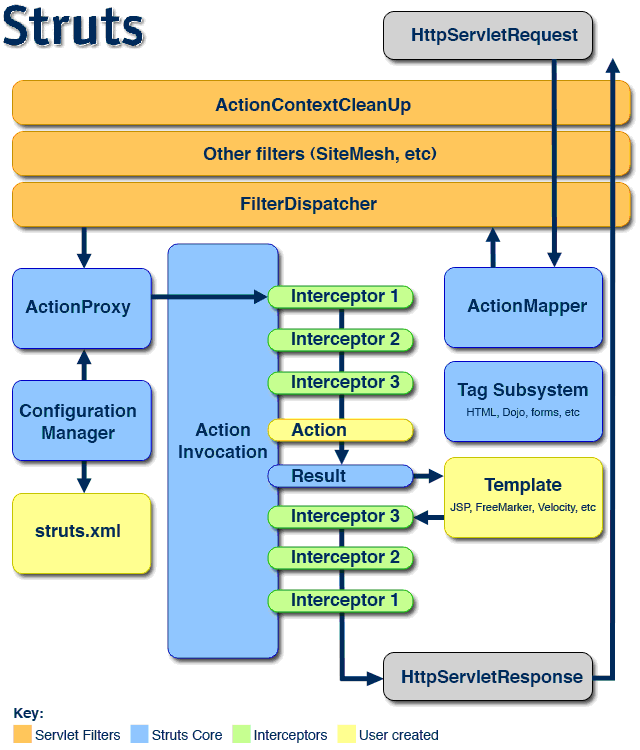 Struts
HttpServletRequest
ActionContextCleanUp
Other filters (SiteMesh, etc)
FilterDispatcher
ActionProxy
Configuration
Manager
struts.xml
Action
Invocation
Interceptor 1
Interceptor 2
Interceptor 3
Action
Result
Interceptor 3
Interceptor 2
Interceptor 1
ActionMapper
Tag Subsystem
HTML, Dojo, forms, etc
Template
JSP, FreeMarker, Velocity, etc
HttpServletResponse
Key:
Servlet Filters
Struts Core
Interceptors
User created